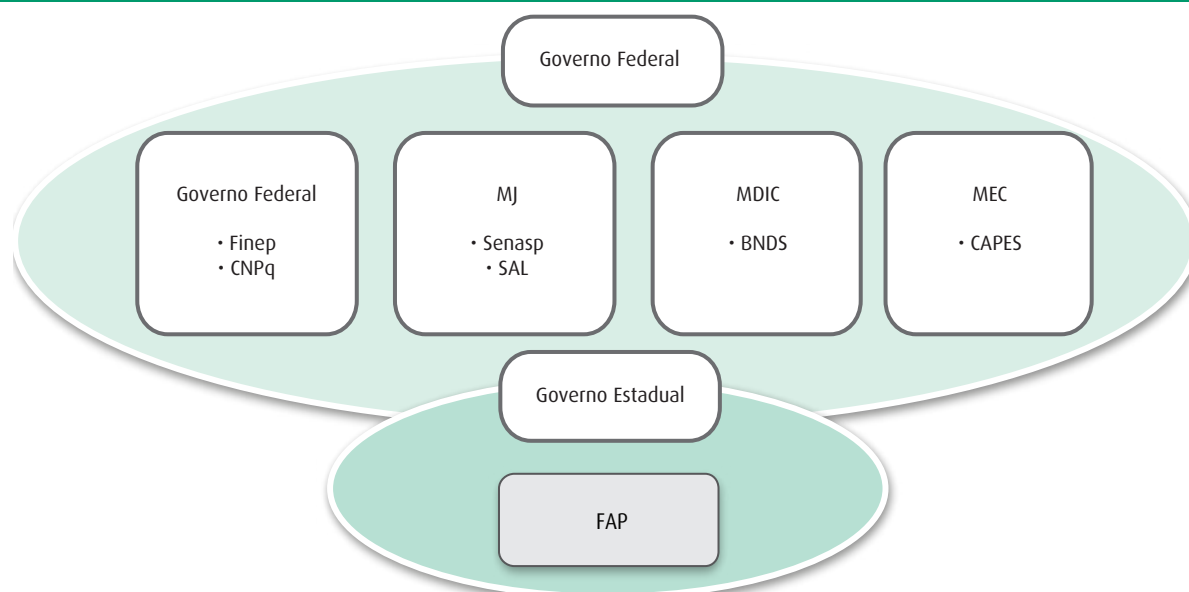 Governo Federal
Governo Federal
• Finep
• CNPq
MJ
• Senasp
• SAL
MDIC
• BNDS
MEC
• CAPES
Governo Estadual
FAP